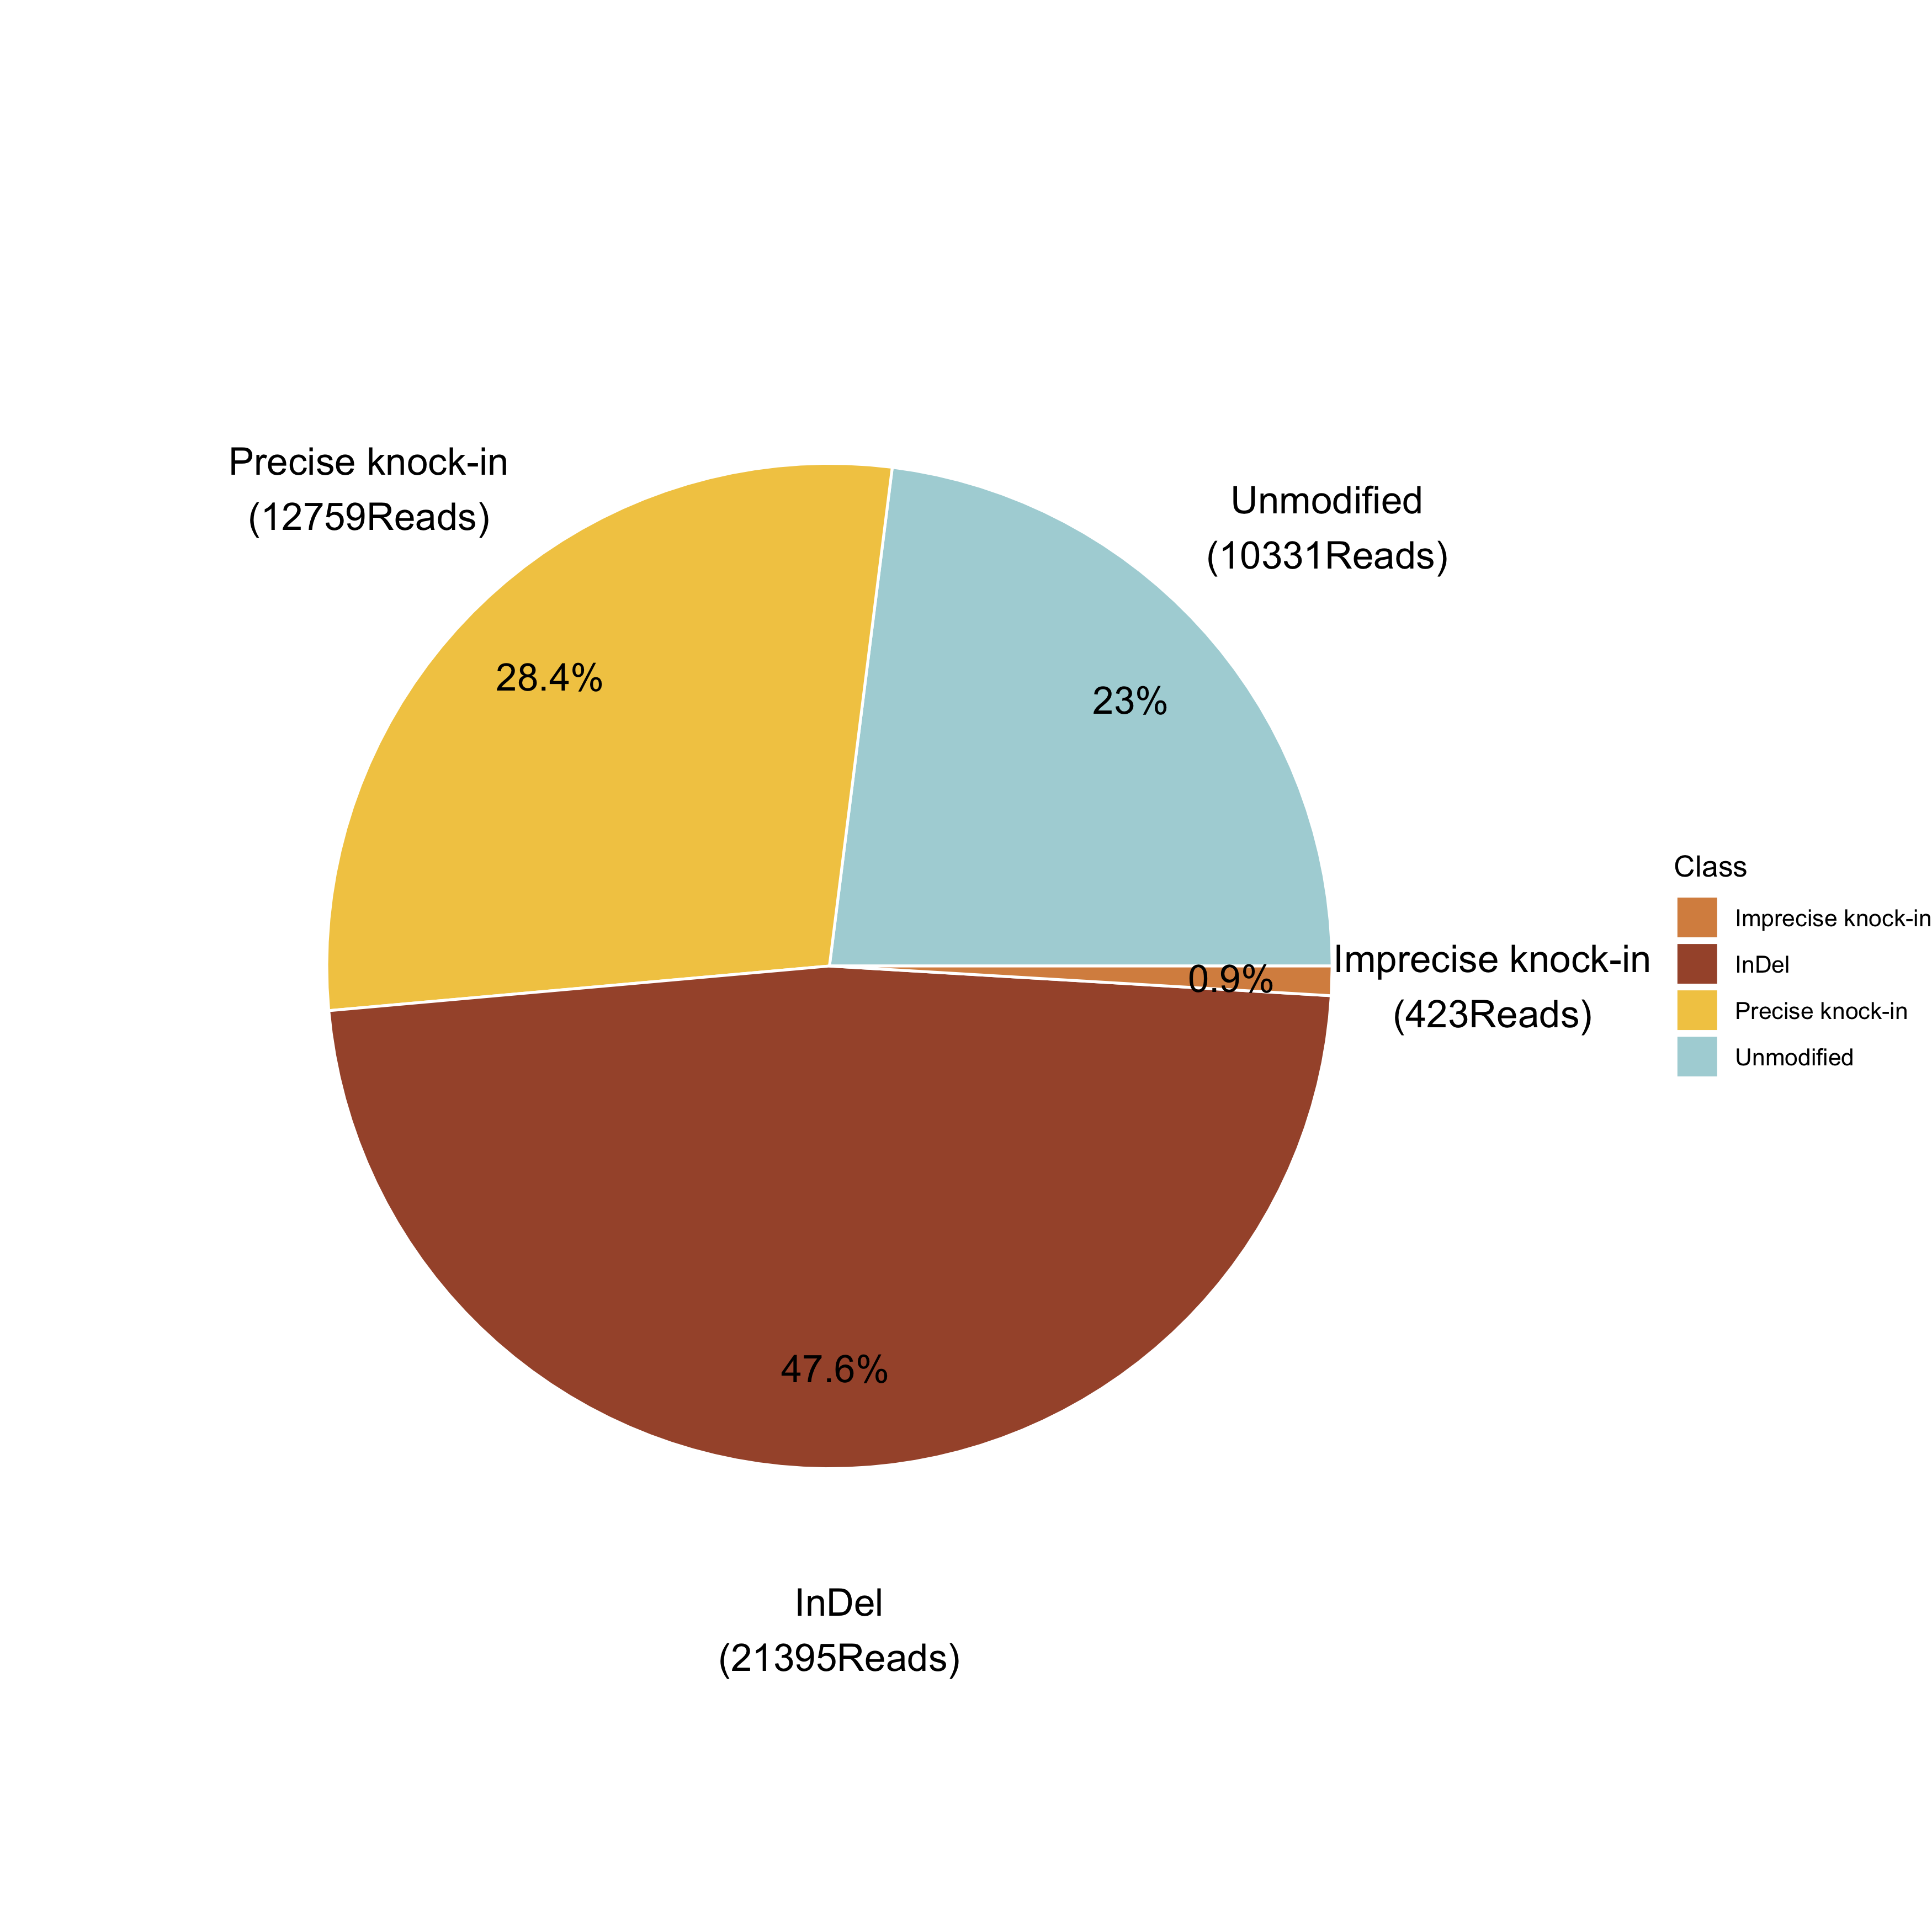 Precise knock-in
(12759Reads)
Unmodified
(10331Reads)
28.4%
23%
Class
Imprecise knock-in
InDel
Precise knock-in
Unmodified
Imprecise knock-in
(423Reads)
0.9%
47.6%
InDel
(21395Reads)